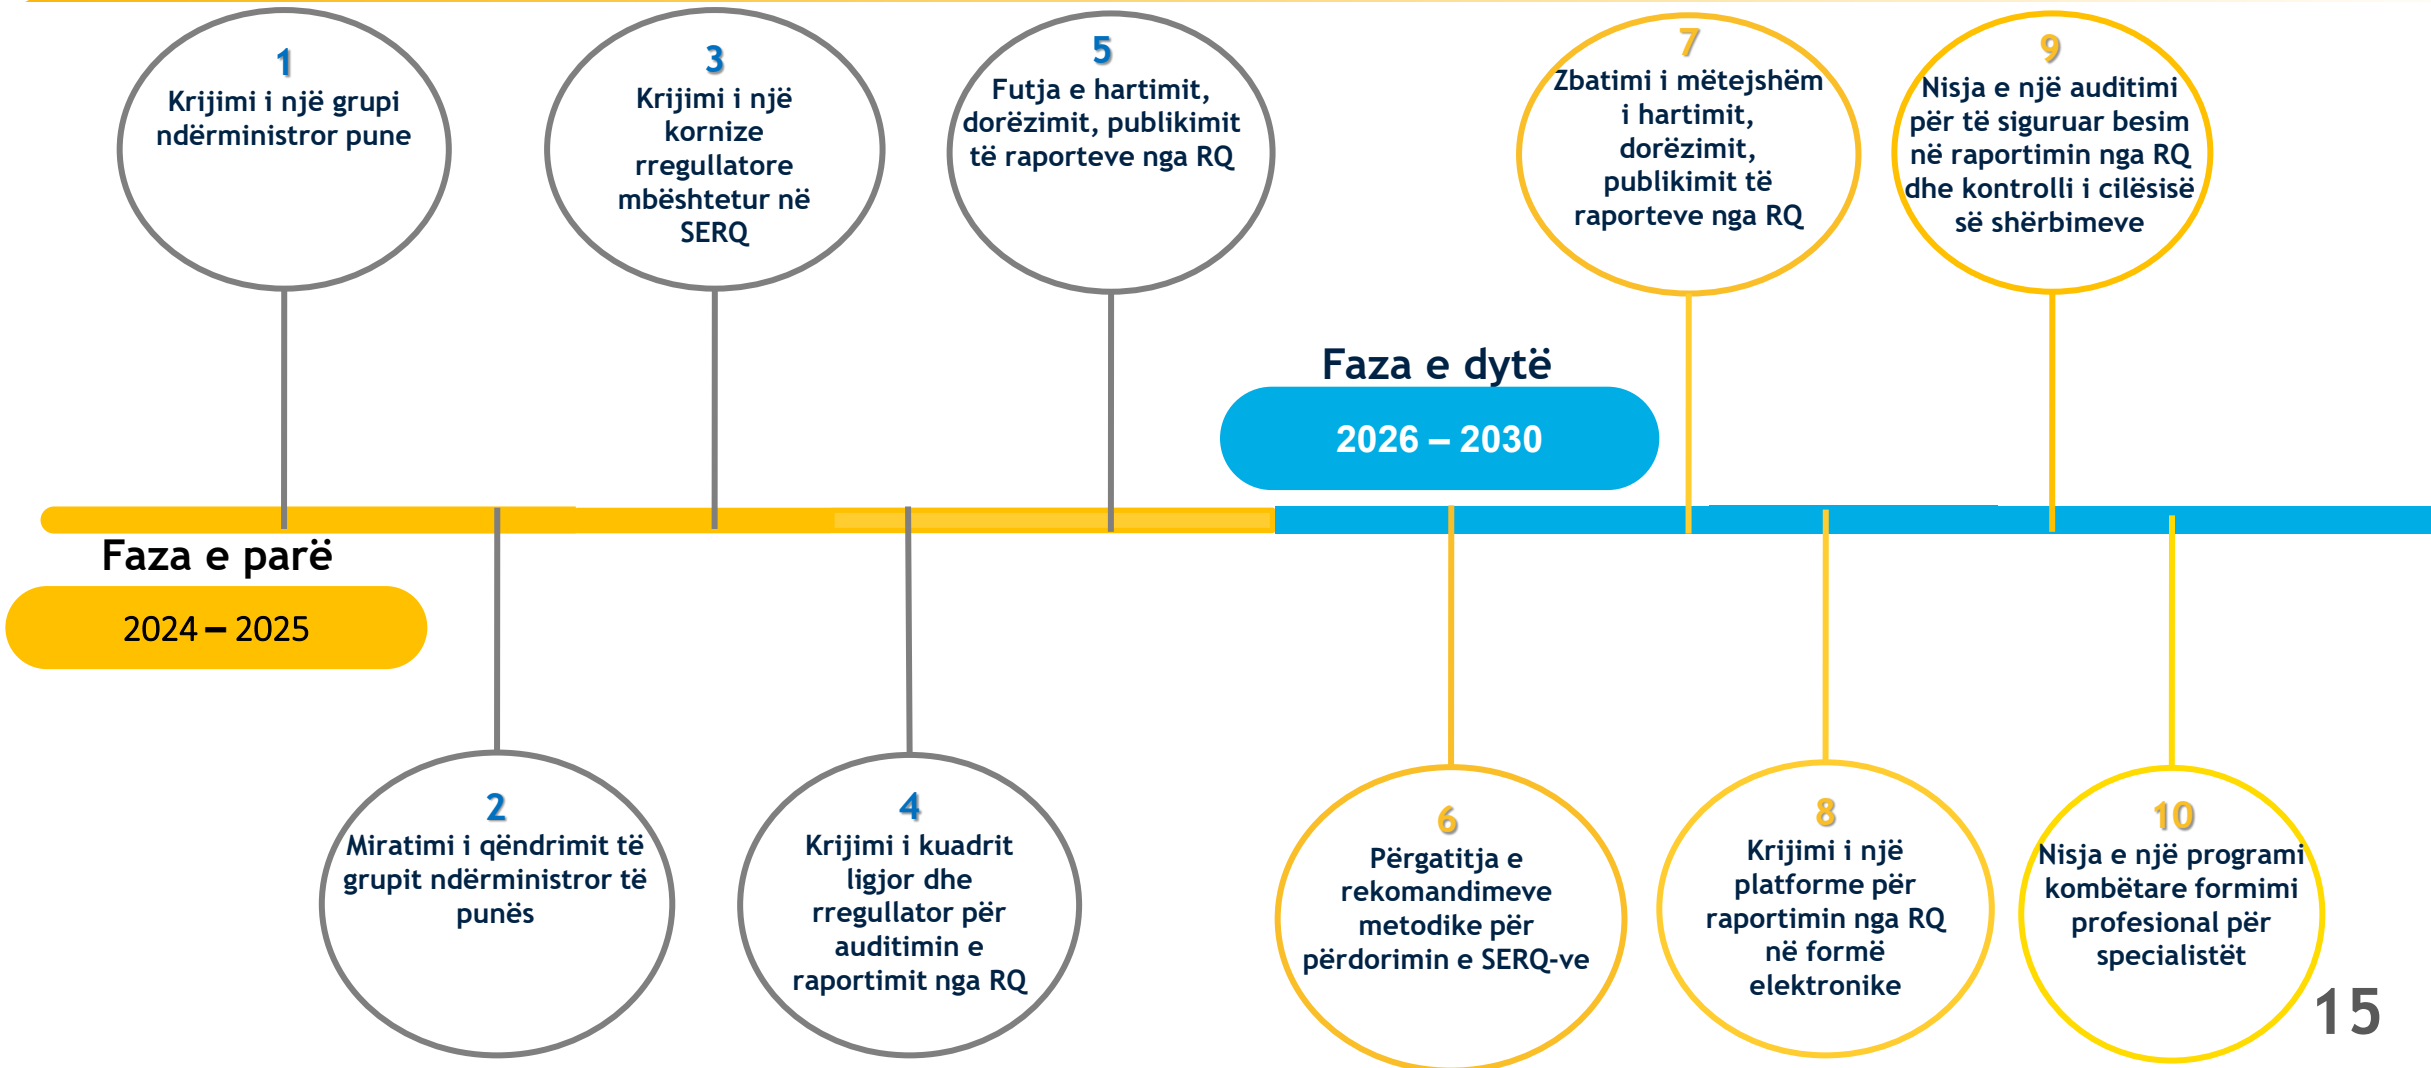 1
Krijimi i një grupi
ndërministror pune
3
Krijimi i një
kornize
rregullatore
mbështetur në
SERQ
5
Futja e hartimit,
dorëzimit, publikimit
të raporteve nga RQ
7
Zbatimi i mëtejshëm
i hartimit,
dorëzimit,
publikimit të
raporteve nga RQ
9
Nisja e një auditimi
për të siguruar besim
në raportimin nga RQ
dhe kontrolli i cilësisë
së shërbimeve
Faza e dytë
2026 – 2030
Faza e parë
2024 – 2025
2
Miratimi i qëndrimit të
grupit ndërministror të
punës
4
Krijimi i kuadrit
ligjor dhe
rregullator për
auditimin e
raportimit nga RQ
6
Përgatitja e
rekomandimeve
metodike për
përdorimin e SERQ-ve
8
Krijimi i një
platforme për
raportimin nga RQ
në formë
elektronike
10
Nisja e një programi
kombëtare formimi
profesional për
specialistët
15